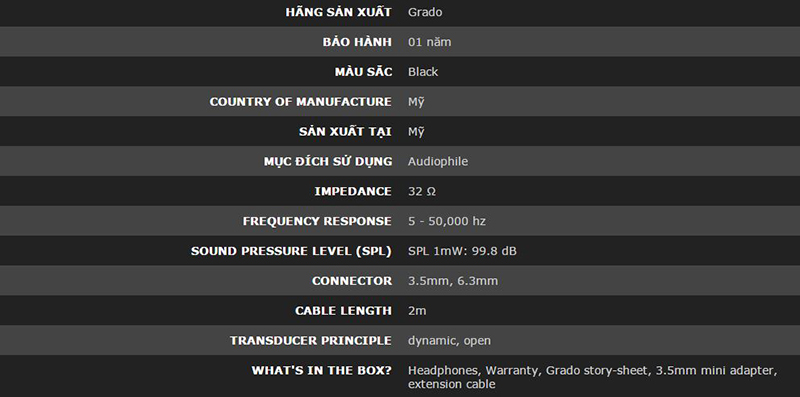 HÃNG SẢN XUẤT Grado
BẢO HÀNH 01 năm
MÀU SẮC Black
COUNTRY OF MANUFACTURE Mỹ
SẢN XUẤT TẠI Mỹ
MỤC ĐÍCH SỬ DỤNG Audiophile
IMPEDANCE 32 Ω
FREQUENCY RESPONSE 5 - 50,000 hz
SOUND PRESSURE LEVEL (SPL) SPL 1mW: 99.8 dB
CONNECTOR 3.5mm, 6.3mm
CABLE LENGTH 2m
TRANSDUCER PRINCIPLE dynamic, open
WHAT'S IN THE BOX? Headphones, Warranty, Grado story-sheet, 3.5mm mini adapter,
extension cable